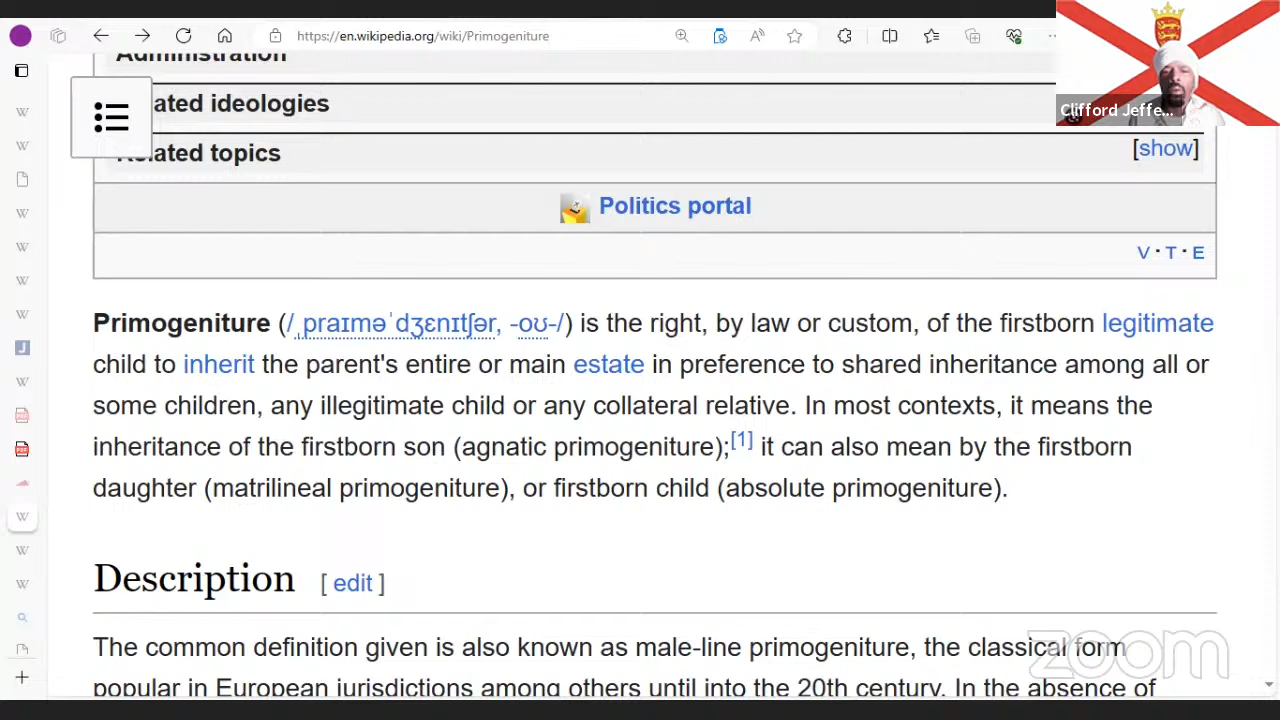 https://en.wikipedia.org/wiki/Primogeniture
Clifford Jeffe...
Administration
ated ideologies
Related topics
[show]
Politics portal
V · T · E
Primogeniture (/ˌpraɪməˈdʒɛnɪtʃər, -oʊ-/) is the right, by law or custom, of the firstborn legitimate
child to inherit the parent's entire or main estate in preference to shared inheritance among all or
some children, any illegitimate child or any collateral relative. In most contexts, it means the
inheritance of the firstborn son (agnatic primogeniture);[1] it can also mean by the firstborn
daughter (matrilineal primogeniture), or firstborn child (absolute primogeniture).
Description [ edit ]
The common definition given is also known as male-line primogeniture, the classical form
popular in European jurisdictions among others until into the 20th century. In the absence of
zoom